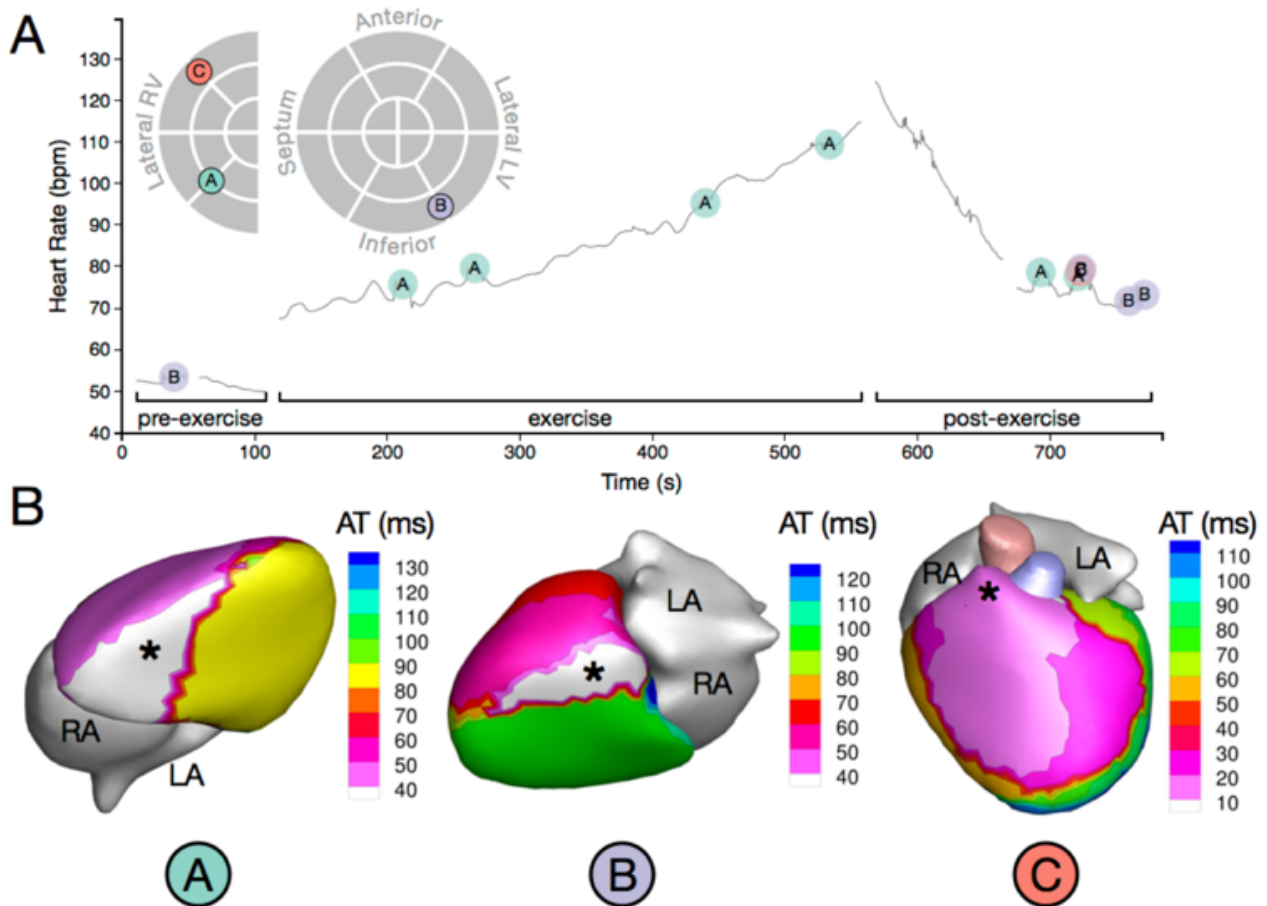 A
Anterior
Lateral RV
Septum
Lateral LV
Inferior
C
A
B
Heart Rate (bpm)
130
120
110
100
90
80
70
60
50
40
B
A
A
A
A
A
A
B
B
pre-exercise
exercise
post-exercise
0
100
200
300
400
500
600
700
Time (s)
B
AT (ms)
130
120
110
100
90
80
70
60
50
40
RA
LA
*
AT (ms)
120
110
100
90
80
70
60
50
40
LA
RA
*
AT (ms)
110
100
90
80
70
60
50
40
30
20
10
RA
LA
*
A
B
C